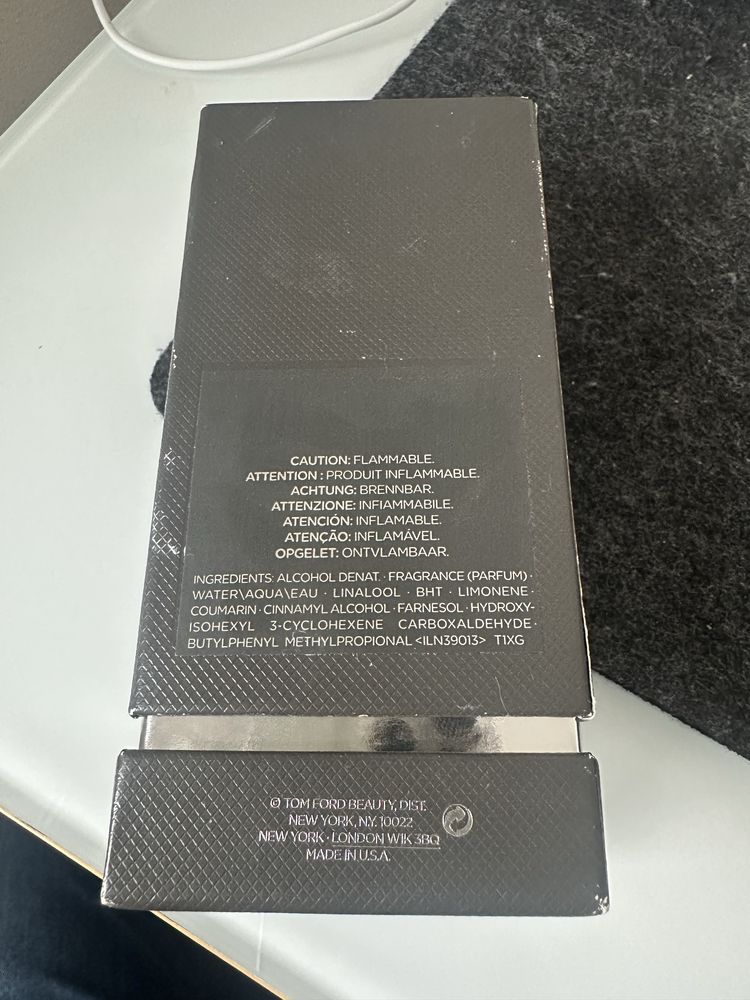 CAUTION: FLAMMABLE.
ATTENTION : PRODUIT INFLAMMABLE.
ACHTUNG: BRENNBAR.
ATTENZIONE: INFIAMMABILE.
ATENCIÓN: INFLAMABLE.
ATENÇÃO: INFLAMÁVEL.
OPGELET: ONTVLAMBAAR.
INGREDIENTS: ALCOHOL DENAT. · FRAGRANCE (PARFUM) ·
WATER\AQUA\EAU · LINALOOL · BHT · LIMONENE ·
COUMARIN · CINNAMYL ALCOHOL · FARNESOL · HYDROXY-
ISOHEXYL 3-CYCLOHEXENE CARBOXALDEHYDE ·
BUTYLPHENYL METHYLPROPIONAL <ILN39013> T1XG
© TOM FORD BEAUTY, DIST.
NEW YORK, N.Y. 10022
NEW YORK · LONDON W1K 3BQ
MADE IN U.S.A.